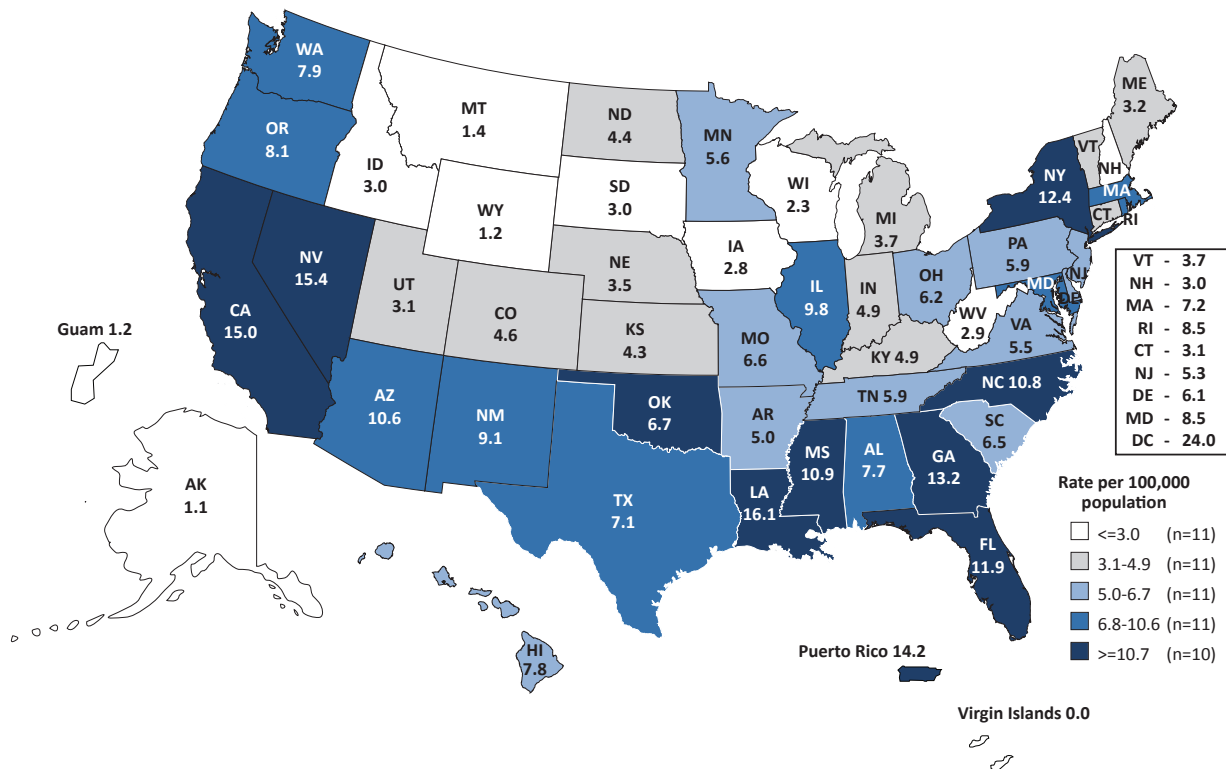 WA
7.9
OR
8.1
CA
15.0
NV
15.4
ID
3.0
MT
1.4
WY
1.2
UT
3.1
CO
4.6
AZ
10.6
NM
9.1
ND
4.4
SD
3.0
NE
3.5
KS
4.3
OK
6.7
TX
7.1
MN
5.6
IA
2.8
MO
6.6
AR
5.0
LA
16.1
WI
2.3
IL
9.8
MI
3.7
IN
4.9
OH
6.2
KY 4.9
TN 5.9
MS
10.9
AL
7.7
GA
13.2
FL
11.9
SC
6.5
NC 10.8
VA
5.5
WV
2.9
PA
5.9
NY
12.4
ME
3.2
VT
NH
MA
CT
RI
NJ
DE
MD
Guam 1.2
AK
1.1
HI
7.8
Puerto Rico 14.2
Virgin Islands 0.0
VT - 3.7
NH - 3.0
MA - 7.2
RI - 8.5
CT - 3.1
NJ - 5.3
DE - 6.1
MD - 8.5
DC - 24.0
Rate per 100,000
population
<=3.0 (n=11)
3.1-4.9 (n=11)
5.0-6.7 (n=11)
6.8-10.6 (n=11)
>=10.7 (n=10)